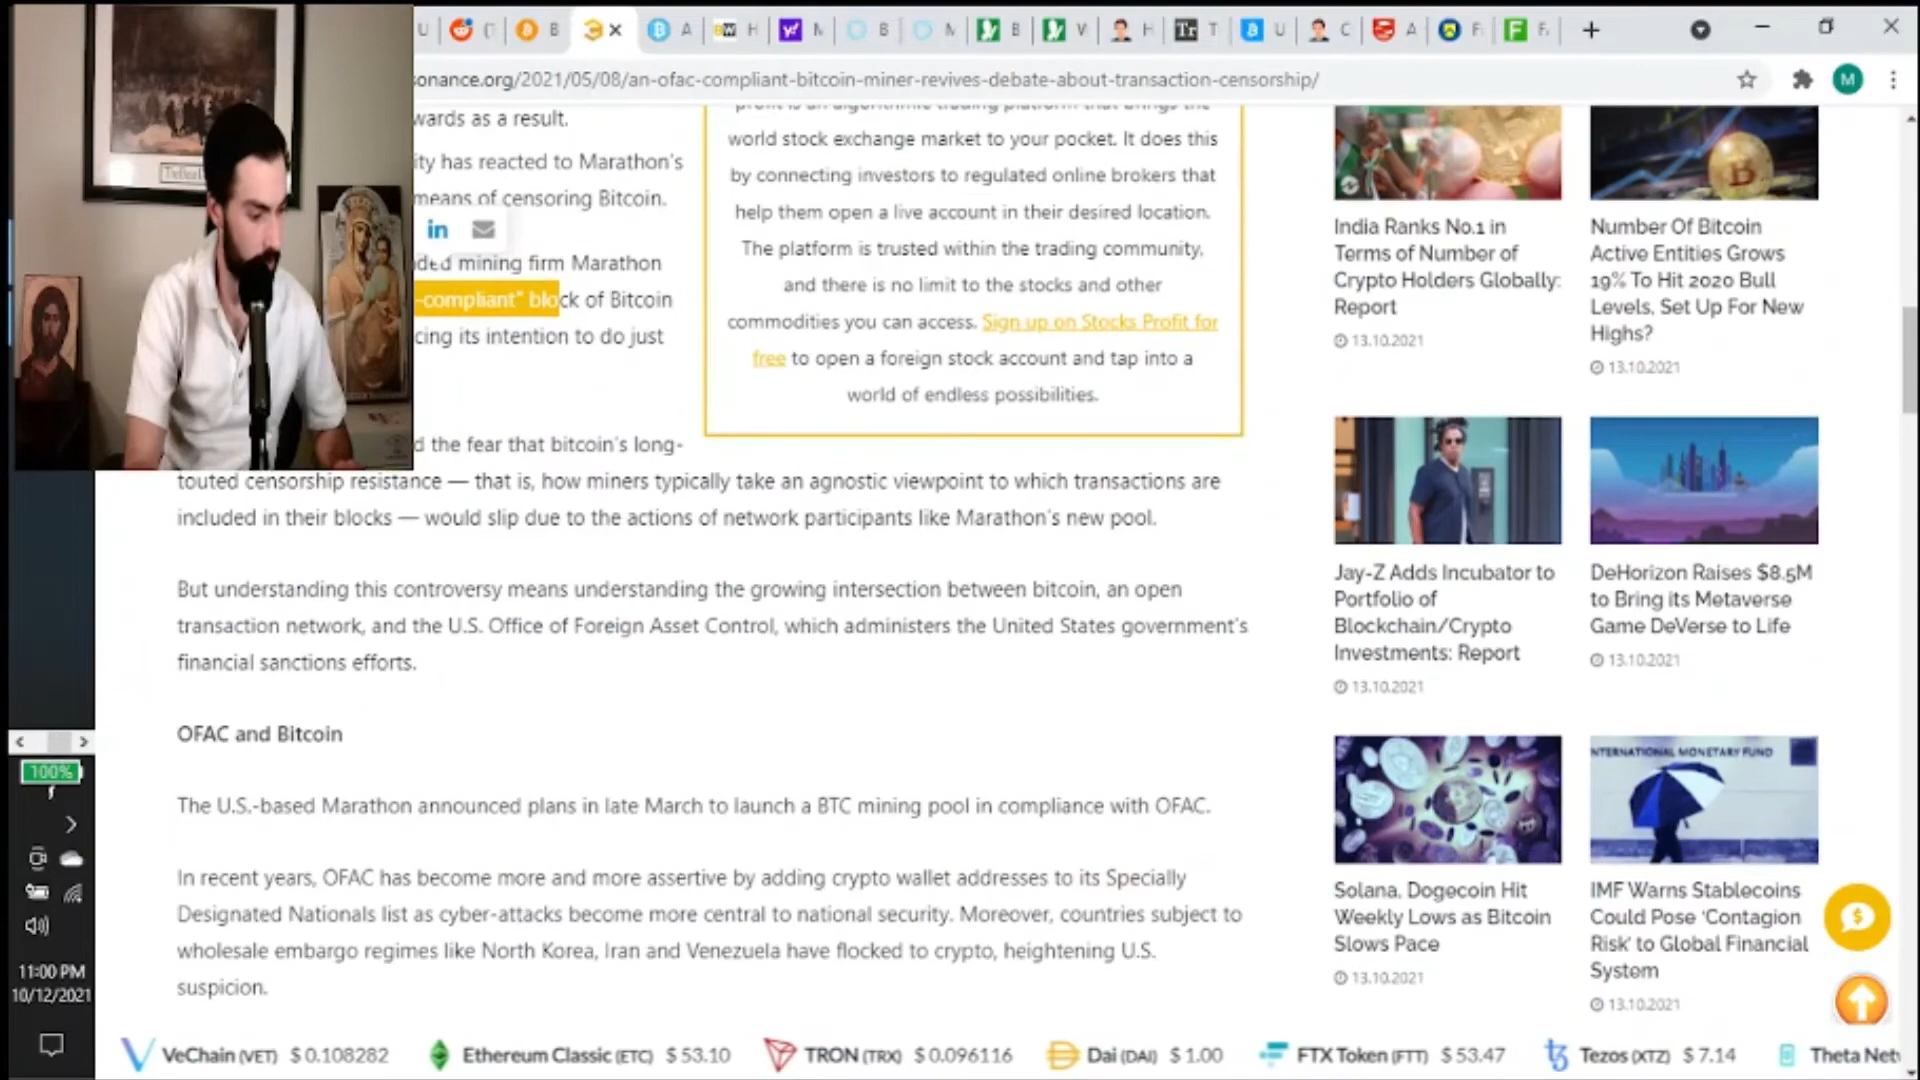 sonance.org/2021/05/08/an-ofac-compliant-bitcoin-miner-revives-debate-about-transaction-censorship/
M
wards as a result.
ity has reacted to Marathon's
means of censoring Bitcoin.
in
ded mining firm Marathon
-compliant" block of Bitcoin
cing its intention to do just
d the fear that bitcoin's long-
touted censorship resistance — that is, how miners typically take an agnostic viewpoint to which transactions are
included in their blocks — would slip due to the actions of network participants like Marathon's new pool.
But understanding this controversy means understanding the growing intersection between bitcoin, an open
transaction network, and the U.S. Office of Foreign Asset Control, which administers the United States government's
financial sanctions efforts.
OFAC and Bitcoin
The U.S.-based Marathon announced plans in late March to launch a BTC mining pool in compliance with OFAC.
In recent years, OFAC has become more and more assertive by adding crypto wallet addresses to its Specially
Designated Nationals list as cyber-attacks become more central to national security. Moreover, countries subject to
wholesale embargo regimes like North Korea, Iran and Venezuela have flocked to crypto, heightening U.S.
suspicion.
profit is an algorithmic trading platform that brings the
world stock exchange market to your pocket. It does this
by connecting investors to regulated online brokers that
help them open a live account in their desired location.
The platform is trusted within the trading community,
and there is no limit to the stocks and other
commodities you can access. Sign up on Stocks Profit for
free to open a foreign stock account and tap into a
world of endless possibilities.
India Ranks No.1 in
Terms of Number of
Crypto Holders Globally:
Report
13.10.2021
Number Of Bitcoin
Active Entities Grows
19% To Hit 2020 Bull
Levels, Set Up For New
Highs?
13.10.2021
Jay-Z Adds Incubator to
Portfolio of
Blockchain/Crypto
Investments: Report
13.10.2021
DeHorizon Raises $8.5M
to Bring its Metaverse
Game DeVerse to Life
13.10.2021
Solana, Dogecoin Hit
Weekly Lows as Bitcoin
Slows Pace
13.10.2021
INTERNATIONAL MONETARY FUND
IMF Warns Stablecoins
Could Pose 'Contagion
Risk' to Global Financial
System
13.10.2021
100%
11:00 PM
10/12/2021
VeChain (VET) $ 0.108282
Ethereum Classic (ETC) $ 53.10
TRON (TRX) $ 0.096116
Dai (DAI) $ 1.00
FTX Token (FTT) $ 53.47
Tezos (XTZ) $ 7.14
Theta Net